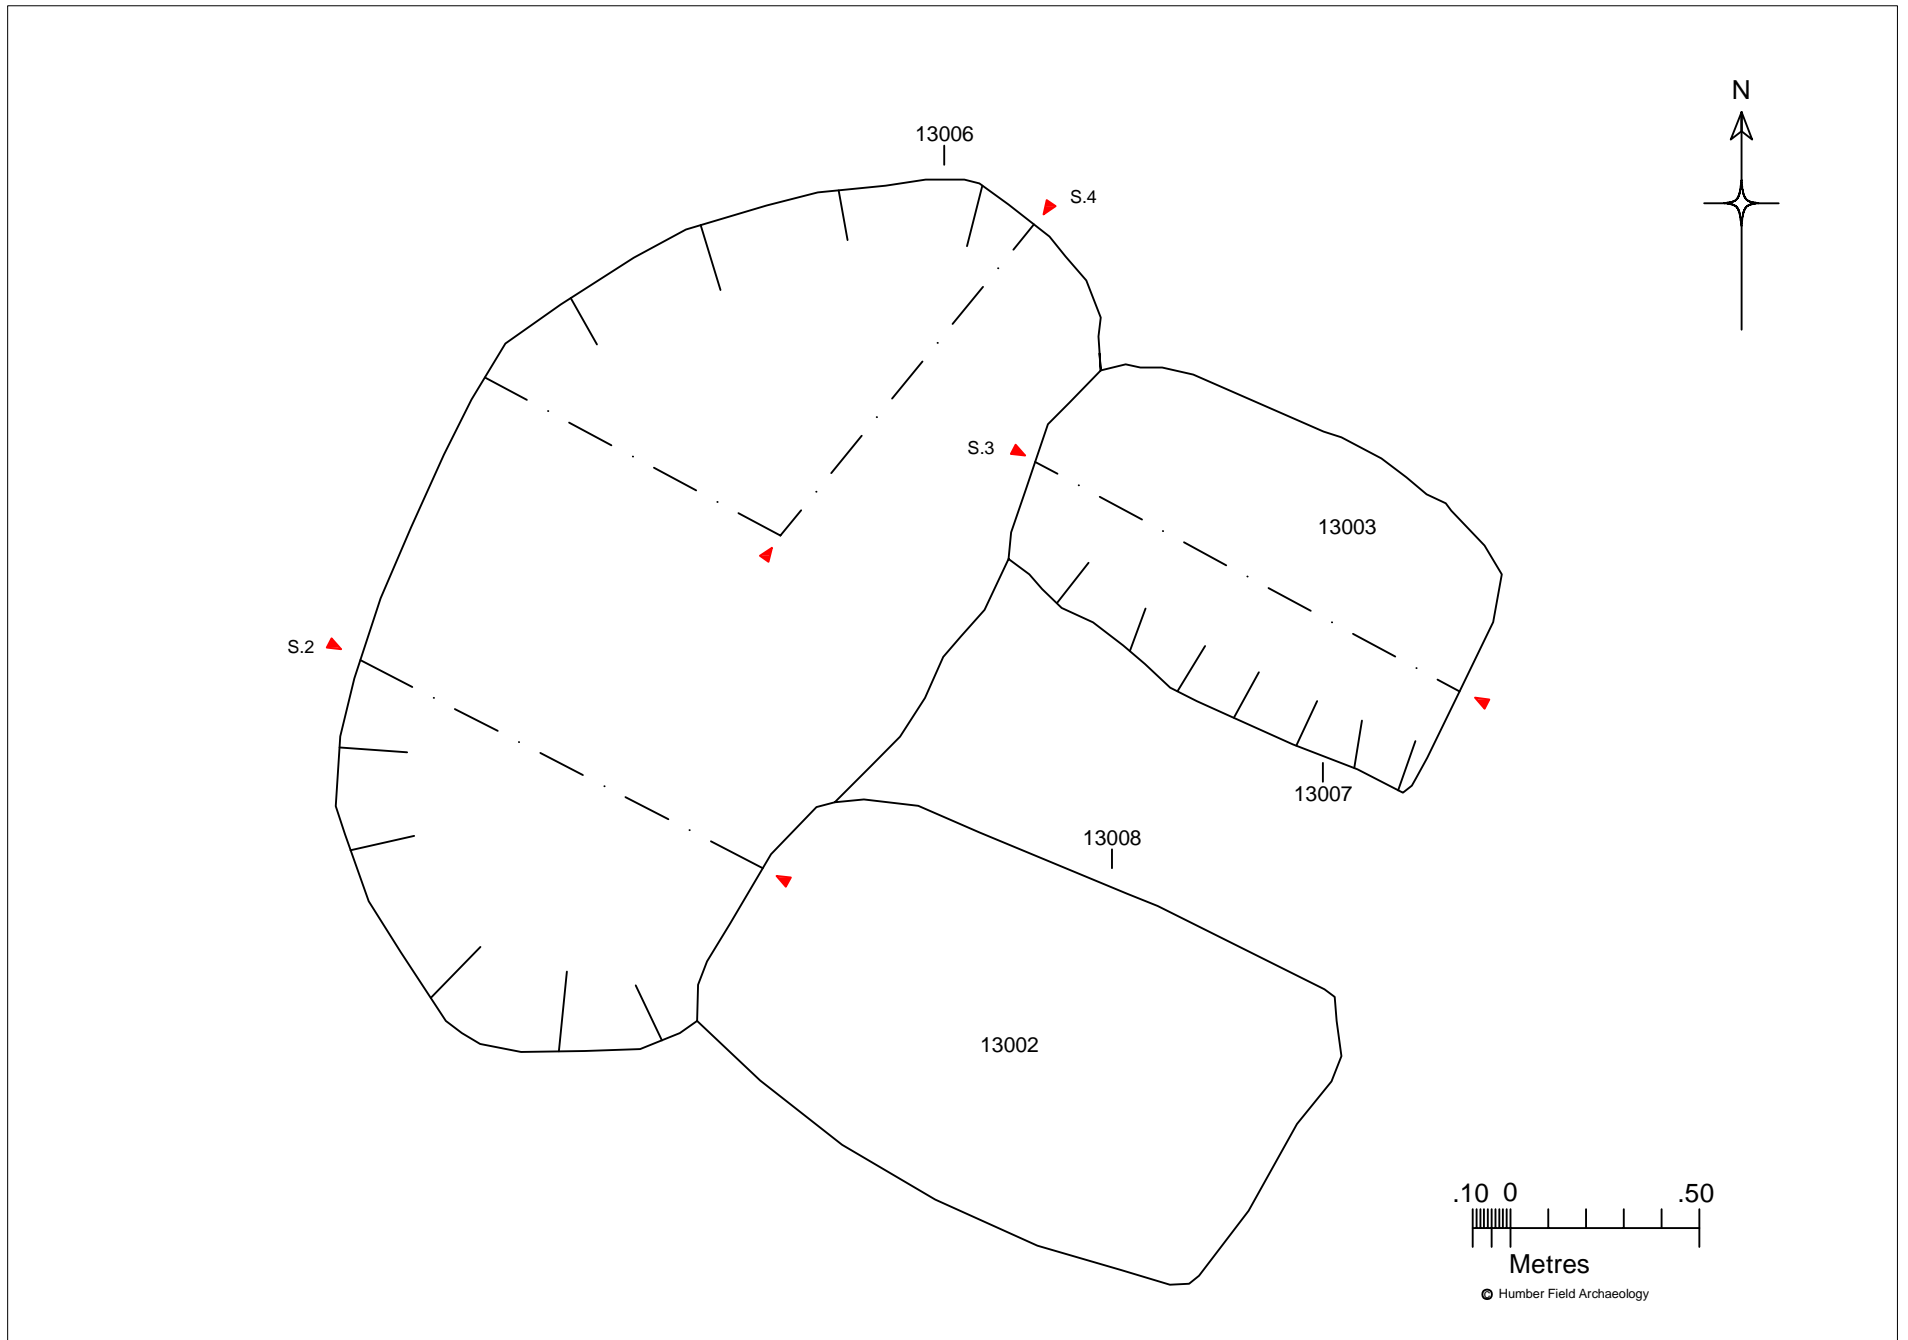 N
13006
S.4
S.3
13003
S.2
13007
13008
13002
.10 0 .50
Metres
© Humber Field Archaeology